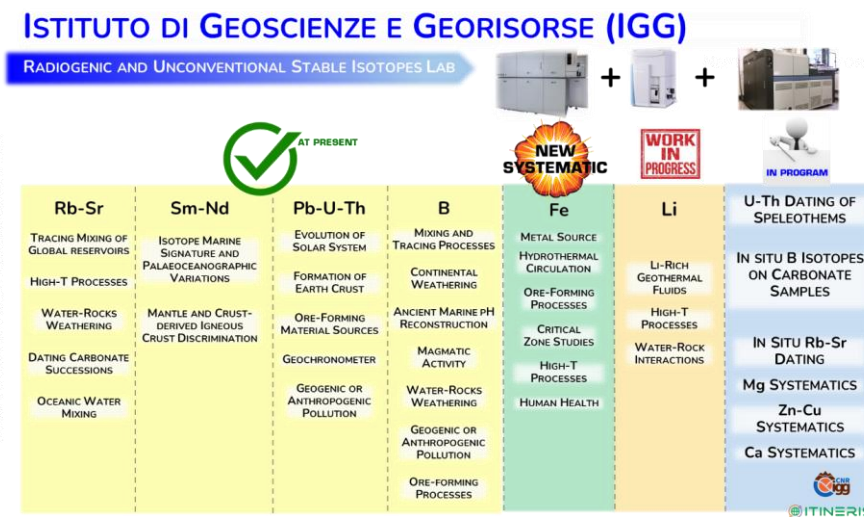 ISTITUTO DI GEOSCIENZE E GEORISORSE (IGG)
RADIOGENIC AND UNCONVENTIONAL STABLE ISOTOPES LAB
+ +
AT PRESENT
NEW
SYSTEMATIC
WORK
IN
PROGRESS
IN PROGRAM
Rb-Sr
TRACING MIXING OF
GLOBAL RESERVOIRS
HIGH-T PROCESSES
WATER-ROCKS
WEATHERING
DATING CARBONATE
SUCCESSIONS
OCEANIC WATER
MIXING
Sm-Nd
ISOTOPE MARINE
SIGNATURE AND
PALAEOCEANOGRAPHIC
VARIATIONS
MANTLE AND CRUST-
DERIVED IGNEOUS
CRUST DISCRIMINATION
Pb-U-Th
EVOLUTION OF
SOLAR SYSTEM
FORMATION OF
EARTH CRUST
ORE-FORMING
MATERIAL SOURCES
GEOCHRONOMETER
GEOGENIC OR
ANTHROPOGENIC
POLLUTION
B
MIXING AND
TRACING PROCESSES
CONTINENTAL
WEATHERING
ANCIENT MARINE PH
RECONSTRUCTION
MAGMATIC
ACTIVITY
WATER-ROCKS
WEATHERING
GEOGENIC OR
ANTHROPOGENIC
POLLUTION
ORE-FORMING
PROCESSES
Fe
METAL SOURCE
HYDROTHERMAL
CIRCULATION
ORE-FORMING
PROCESSES
CRITICAL
ZONE STUDIES
HIGH-T
PROCESSES
HUMAN HEALTH
Li
LI-RICH
GEOTHERMAL
FLUIDS
HIGH-T
PROCESSES
WATER-ROCK
INTERACTIONS
U-TH DATING OF
SPELEOTHEMS
IN SITU B ISOTOPES
ON CARBONATE
SAMPLES
IN SITU RB-SR
DATING
MG SYSTEMATICS
ZN-CU
SYSTEMATICS
CA SYSTEMATICS
CNR
igg
ITINERIS